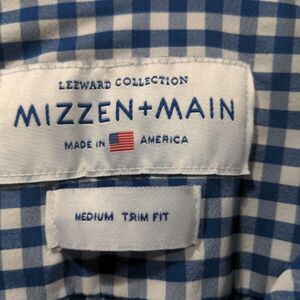 LEEWARD COLLECTION
MIZZEN+MAIN
MADE IN AMERICA
MEDIUM TRIM FIT